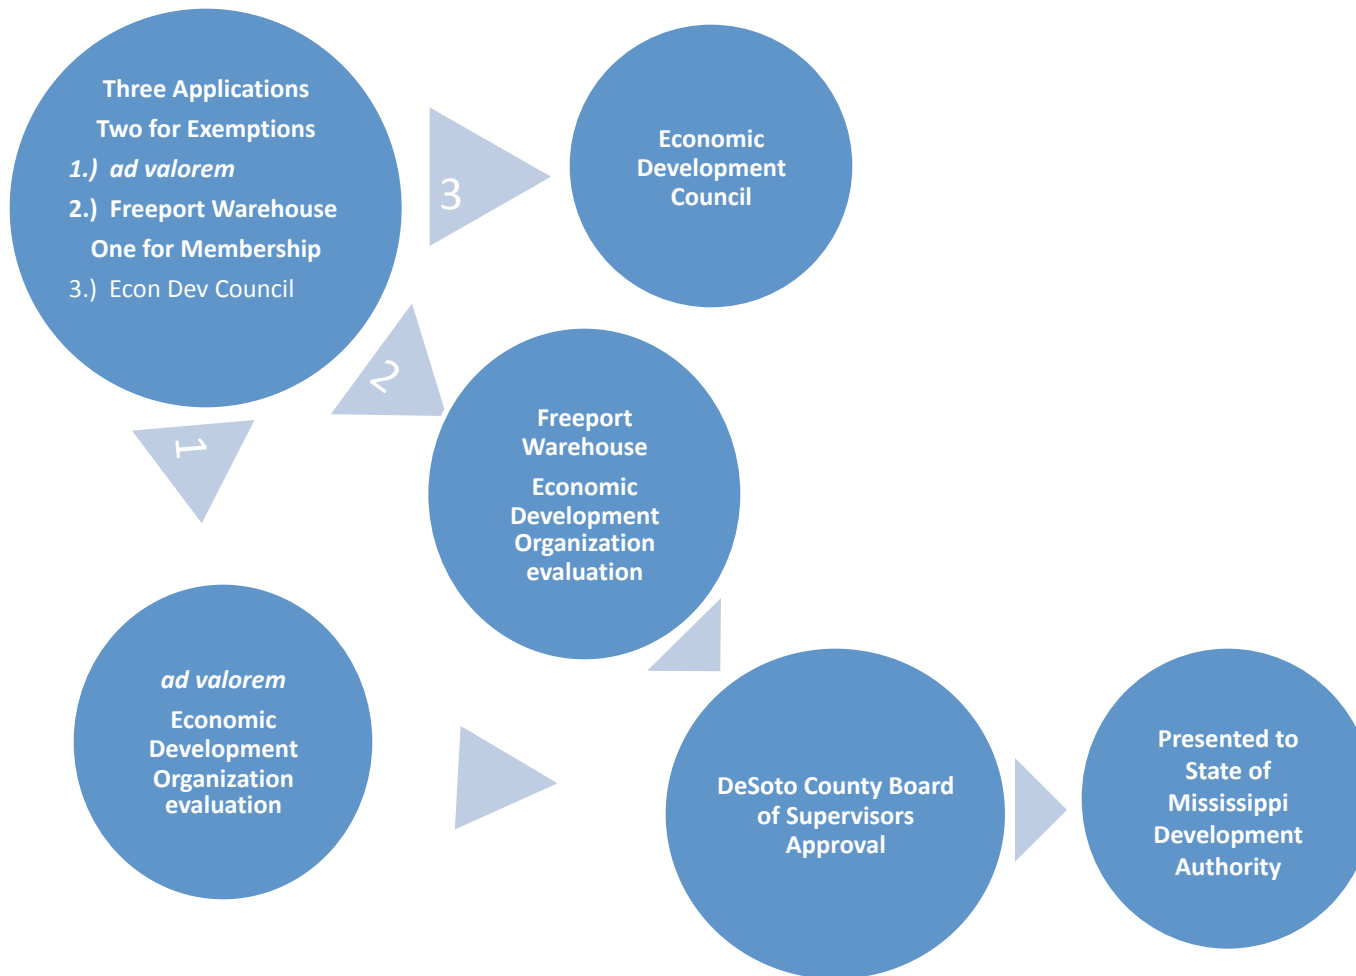 Three Applications
Two for Exemptions
1.) ad valorem
2.) Freeport Warehouse
One for Membership
3.) Econ Dev Council
3
Economic
Development
Council
2
1
Freeport
Warehouse
Economic
Development
Organization
evaluation
ad valorem
Economic
Development
Organization
evaluation
DeSoto County Board
of Supervisors
Approval
Presented to
State of
Mississippi
Development
Authority